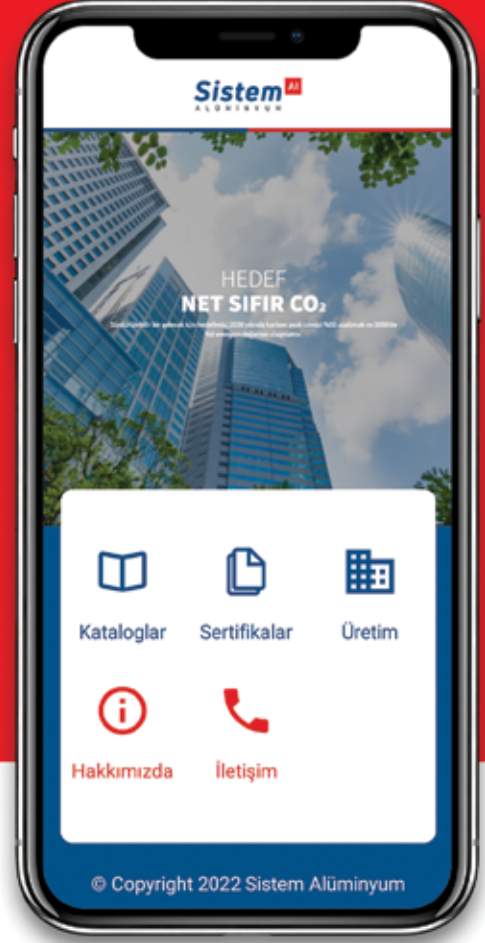 Sistem Al
ALÜMİNYUM
HEDEF
NET SIFIR CO₂
Kataloglar
Sertifikalar
Üretim
Hakkımızda
İletişim
© Copyright 2022 Sistem Alüminyum